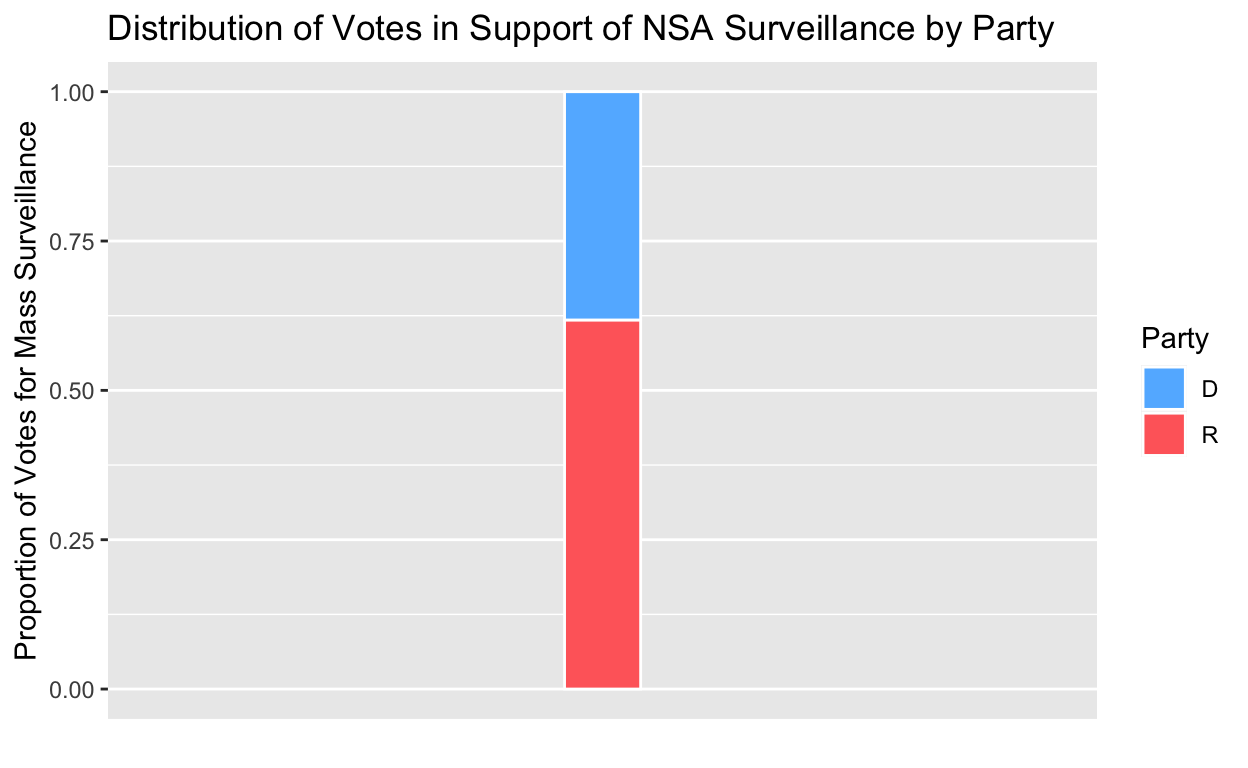 Distribution of Votes in Support of NSA Surveillance by Party
Proportion of Votes for Mass Surveillance
1.00
0.75
0.50
0.25
0.00
Party
D
R